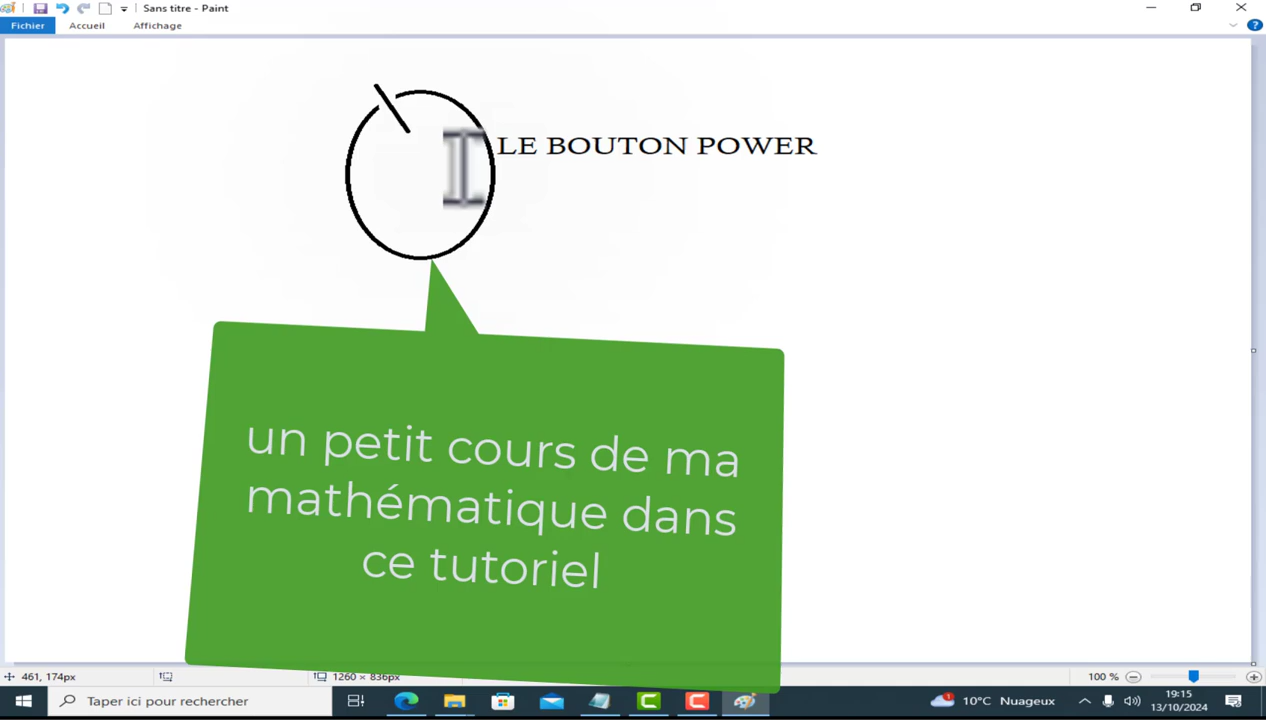 Sans titre - Paint
Fichier Accueil Affichage
LE BOUTON POWER
un petit cours de ma
mathématique dans
ce tutoriel
461, 174px 1260 × 836px 100 %
Taper ici pour rechercher 1 10°C Nuageux 19:15
13/10/2024